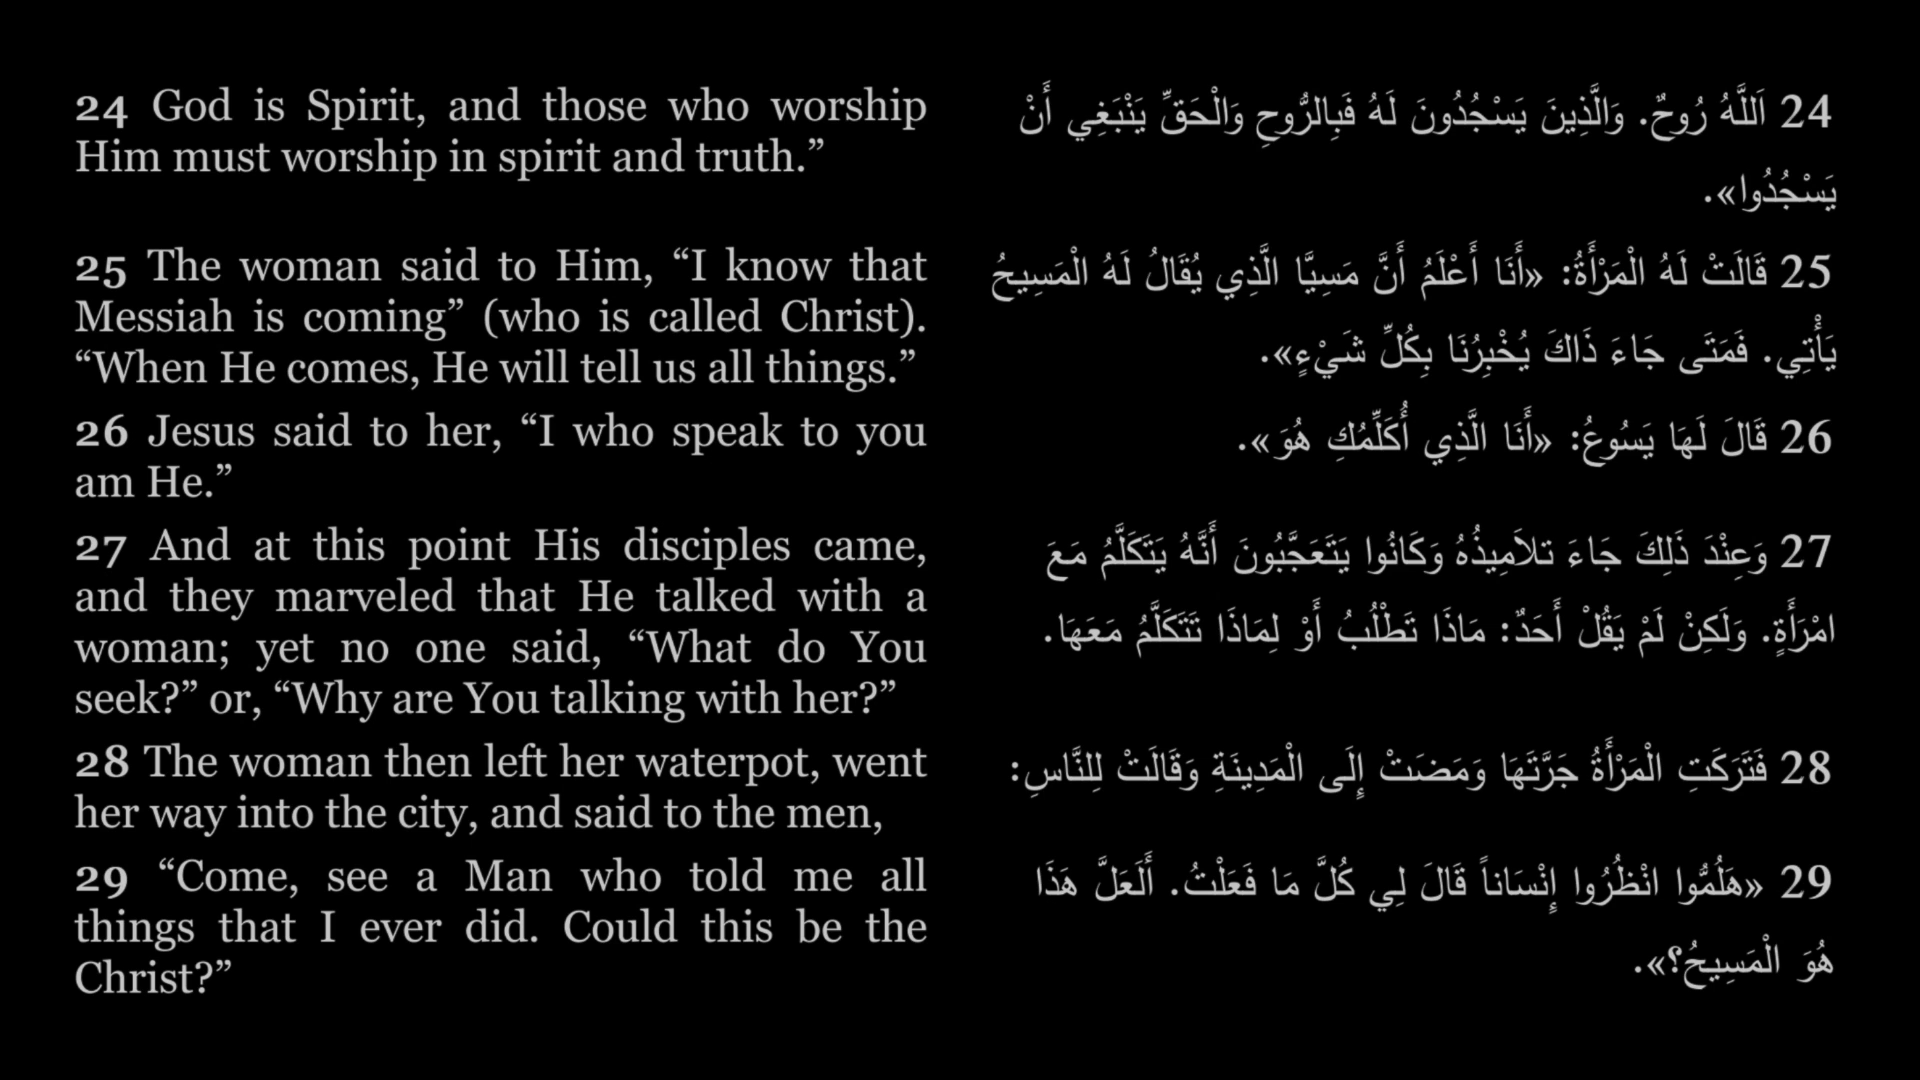 24 God is Spirit, and those who worship
Him must worship in spirit and truth.”
25 The woman said to Him, “I know that
Messiah is coming” (who is called Christ).
“When He comes, He will tell us all things.”
26 Jesus said to her, “I who speak to you
am He.”
27 And at this point His disciples came,
and they marveled that He talked with a
woman; yet no one said, “What do You
seek?” or, “Why are You talking with her?”
28 The woman then left her waterpot, went
her way into the city, and said to the men,
29 “Come, see a Man who told me all
things that I ever did. Could this be the
Christ?”
24 اَللَّهُ رُوحٌ. وَالَّذِينَ يَسْجُدُونَ لَهُ فَبِالرُّوحِ وَالْحَقِّ يَنْبَغِي أَنْ
يَسْجُدُوا».
25 قَالَتْ لَهُ الْمَرْأَةُ: «أَنَا أَعْلَمُ أَنَّ مَسِيَّا الَّذِي يُقَالُ لَهُ الْمَسِيحُ
يَأْتِي. فَمَتَى جَاءَ ذَاكَ يُخْبِرُنَا بِكُلِّ شَيْءٍ».
26 قَالَ لَهَا يَسُوعُ: «أَنَا الَّذِي أُكَلِّمُكِ هُوَ».
27 وَعِنْدَ ذَلِكَ جَاءَ تلاَمِيذُهُ وَكَانُوا يَتَعَجَّبُونَ أَنَّهُ يَتَكَلَّمُ مَعَ
امْرَأَةٍ. وَلَكِنْ لَمْ يَقُلْ أَحَدٌ: مَاذَا تَطْلُبُ أَوْ لِمَاذَا تَتَكَلَّمُ مَعَهَا.
28 فَتَرَكَتِ الْمَرْأَةُ جَرَّتَهَا وَمَضَتْ إِلَى الْمَدِينَةِ وَقَالَتْ لِلنَّاسِ:
29 «هَلُمُّوا انْظُرُوا إِنْسَاناً قَالَ لِي كُلَّ مَا فَعَلْتُ. أَلَعَلَّ هَذَا
هُوَ الْمَسِيحُ؟».